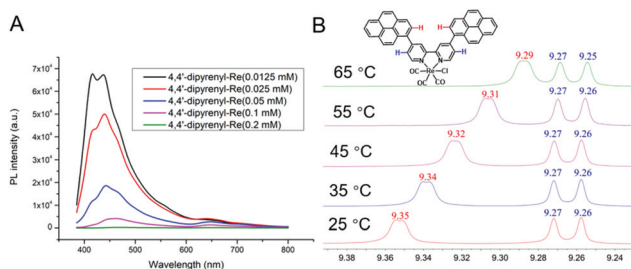 A
PL intensity (a.u.)
7x10⁴
6x10⁴
5x10⁴
4x10⁴
3x10⁴
2x10⁴
1x10⁴
0
4,4'-dipyrenyl-Re(0.0125 mM)
4,4'-dipyrenyl-Re(0.025 mM)
4,4'-dipyrenyl-Re(0.05 mM)
4,4'-dipyrenyl-Re(0.1 mM)
4,4'-dipyrenyl-Re(0.2 mM)
400 500 600 700 800
Wavelength (nm)
B
H H
H H
N N
OC Re Cl
OC CO
65 °C 9.29 9.27 9.25
55 °C 9.31 9.27 9.26
45 °C 9.32 9.27 9.26
35 °C 9.34 9.27 9.26
25 °C 9.35 9.27 9.26
9.38 9.36 9.34 9.32 9.30 9.28 9.26 9.24